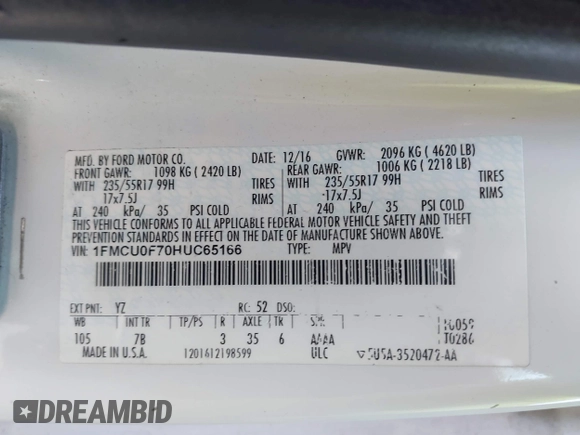 MFD. BY FORD MOTOR CO. DATE: 12/16 GVWR: 2096 KG ( 4620 LB)
FRONT GAWR: 1098 KG ( 2420 LB) REAR GAWR: 1006 KG ( 2218 LB)
WITH 235/55R17 99H TIRES WITH 235/55R17 99H TIRES
17x7.5J RIMS 17x7.5J RIMS
AT 240 kPa/ 35 PSI COLD AT 240 kPa/ 35 PSI COLD
THIS VEHICLE CONFORMS TO ALL APPLICABLE FEDERAL MOTOR VEHICLE SAFETY AND THEFT
PREVENTION STANDARDS IN EFFECT ON THE DATE OF MANUFACTURE SHOWN ABOVE.
VIN: 1FMCU0F70HUC65166 TYPE: MPV
EXT PNT: YZ RC: 52 DSO:
WB INT TR TP/PS R AXLE TR
105 7B 3 35 6
MADE IN U.S.A. 1201612198599 ULC
DREAMBID